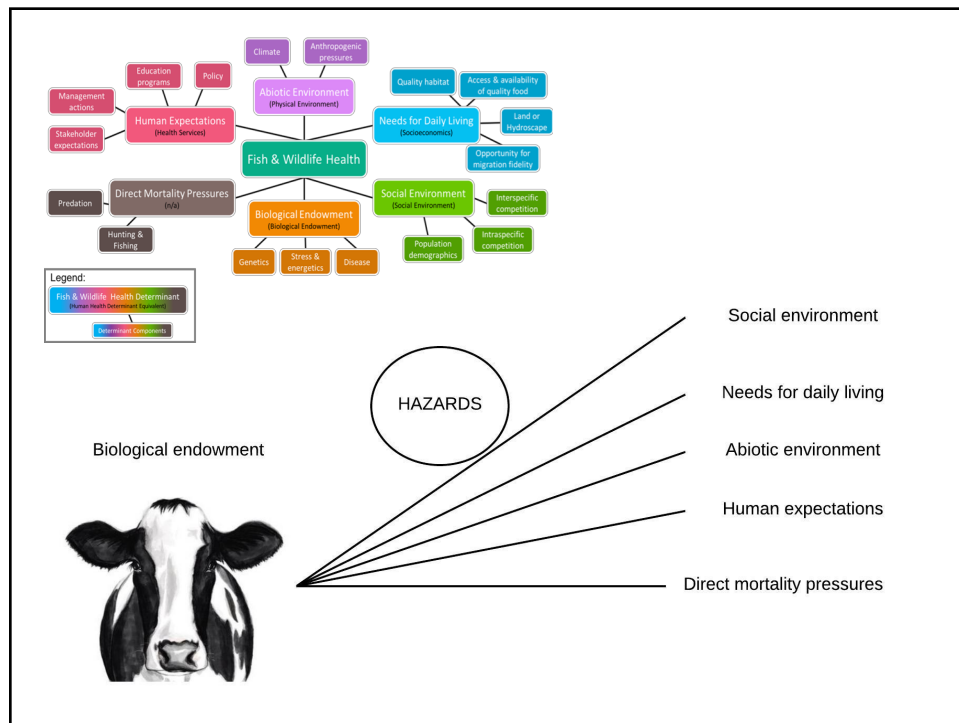 Climate
Anthropogenic
pressures
Education
programs
Policy
Abiotic Environment
(Physical Environment)
Quality habitat
Access & availability
of quality food
Management
actions
Human Expectations
(Health Services)
Needs for Daily Living
(Socioeconomics)
Land or
Hydroscape
Stakeholder
expectations
Fish & Wildlife Health
Opportunity for
migration fidelity
Direct Mortality Pressures
(n/a)
Social Environment
(Social Environment)
Predation
Biological Endowment
(Biological Endowment)
Interspecific
competition
Hunting &
Fishing
Population
demographics
Intraspecific
competition
Genetics
Stress &
energetics
Disease
Legend:
Fish & Wildlife Health Determinant
(Human Health Determinant Equivalent)
Determinant Components
Social environment
HAZARDS
Needs for daily living
Biological endowment
Abiotic environment
Human expectations
Direct mortality pressures